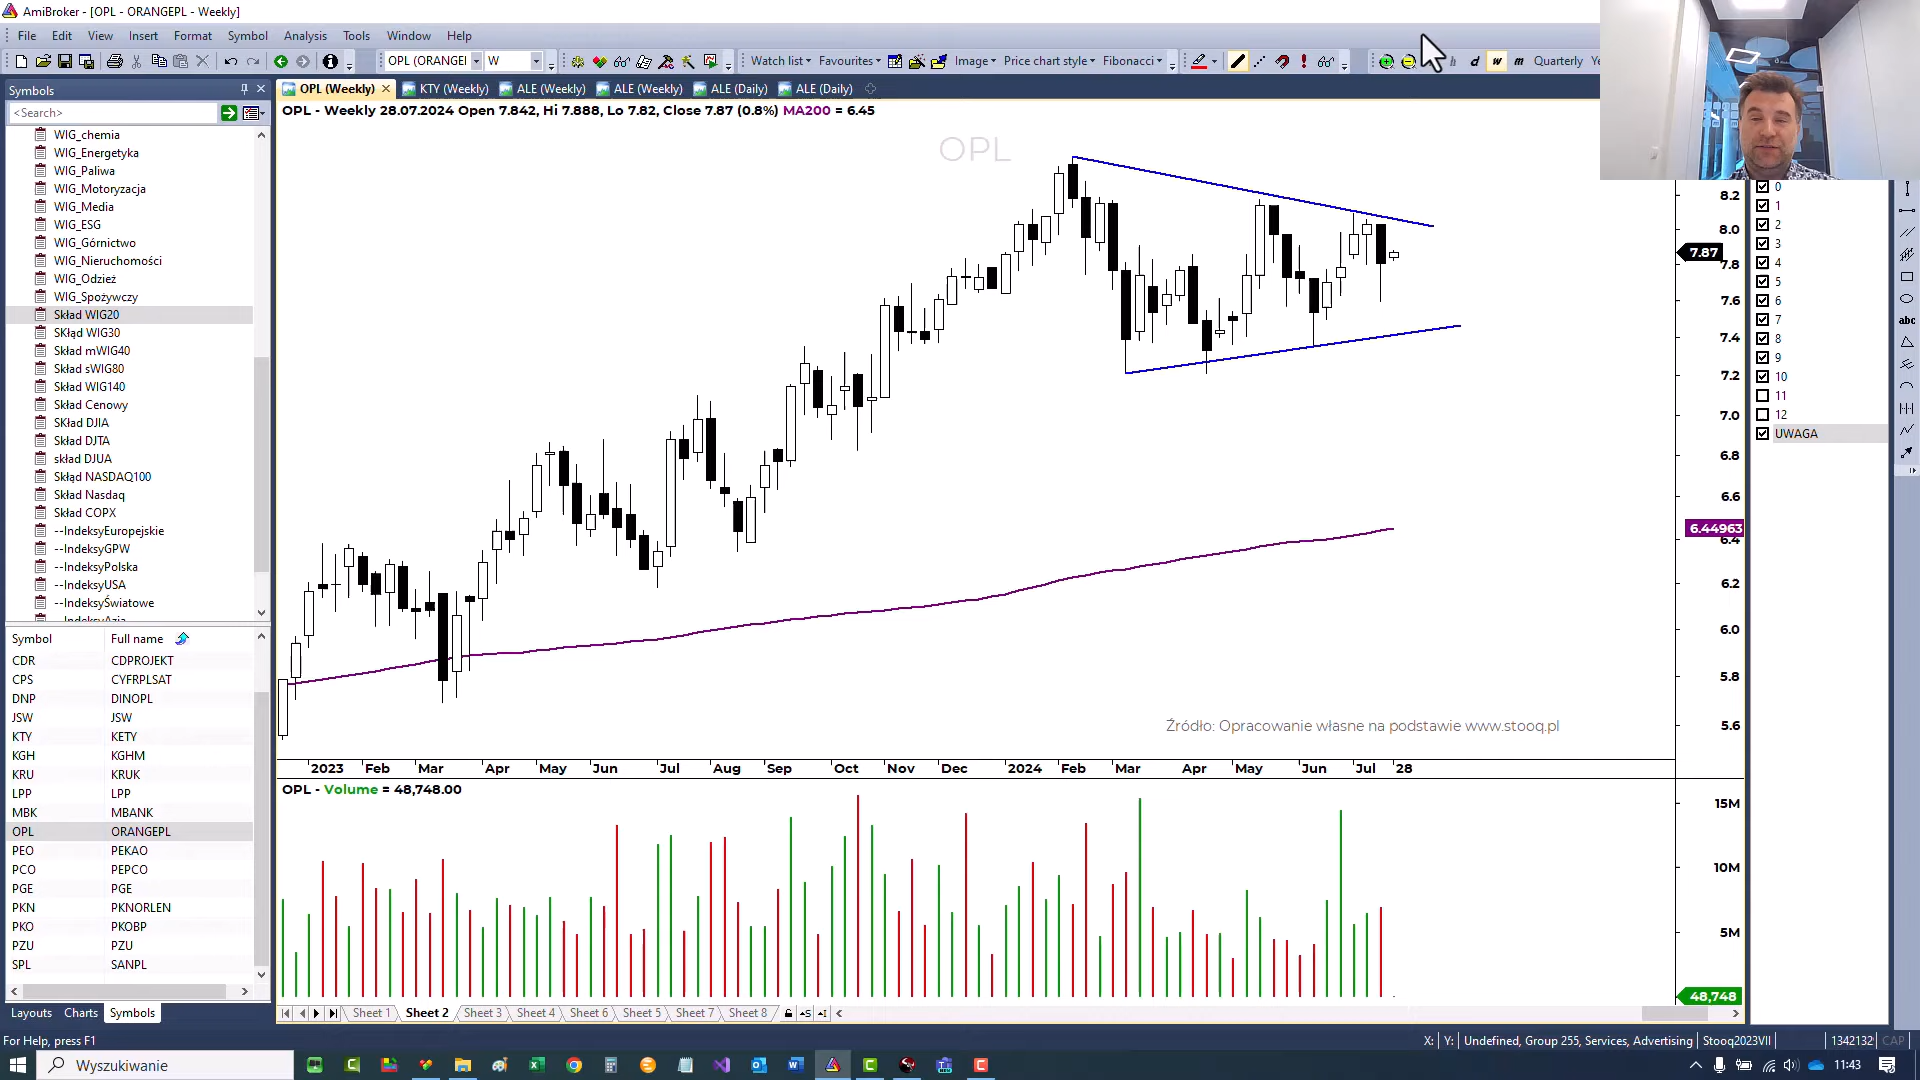 AmiBroker - [OPL - ORANGEPL - Weekly]
File Edit View Insert Format Symbol Analysis Tools Window Help
OPL (ORANGEI W Watch list Favourites Image Price chart style Fibonacci d w m Quarterly Ye
Symbols
OPL (Weekly) KTY (Weekly) ALE (Weekly) ALE (Weekly) ALE (Daily) ALE (Daily)
<Search>
OPL - Weekly 28.07.2024 Open 7.842, Hi 7.888, Lo 7.82, Close 7.87 (0.8%) MA200 = 6.45
OPL
WIG_chemia
WIG_Energetyka
WIG_Paliwa
WIG_Motoryzacja
WIG_Media
WIG_ESG
WIG_Górnictwo
WIG_Nieruchomości
WIG_Odzież
WIG_Spożywczy
Skład WIG20
SKłąd WIG30
Skład mWIG40
Skład sWIG80
Skład WIG140
Skład Cenowy
SKład DJIA
Skład DJTA
skład DJUA
Skład NASDAQ100
Skład Nasdaq
Skład COPX
--IndeksyEuropejskie
--IndeksyGPW
--IndeksyPolska
--IndeksyUSA
--IndeksyŚwiatowe
Symbol Full name
CDR CDPROJEKT
CPS CYFRPLSAT
DNP DINOPL
JSW JSW
KTY KETY
KGH KGHM
KRU KRUK
LPP LPP
MBK MBANK
OPL ORANGEPL
PEO PEKAO
PCO PEPCO
PGE PGE
PKN PKNORLEN
PKO PKOBP
PZU PZU
SPL SANPL
Layouts Charts Symbols
8.2
8.0
7.87
7.8
7.6
7.4
7.2
7.0
6.8
6.6
6.44963
6.4
6.2
6.0
5.8
5.6
Źródło: Opracowanie własne na podstawie www.stooq.pl
2023 Feb Mar Apr May Jun Jul Aug Sep Oct Nov Dec 2024 Feb Mar Apr May Jun Jul 28
OPL - Volume = 48,748.00
15M
10M
5M
48,748
Sheet 1 Sheet 2 Sheet 3 Sheet 4 Sheet 6 Sheet 5 Sheet 7 Sheet 8
0
1
2
3
4
5
6
7
8
9
10
11
12
UWAGA
abc
For Help, press F1
X: Y: Undefined, Group 255, Services, Advertising Stooq2023VII 1342132 CAP
Wyszukiwanie
11:43